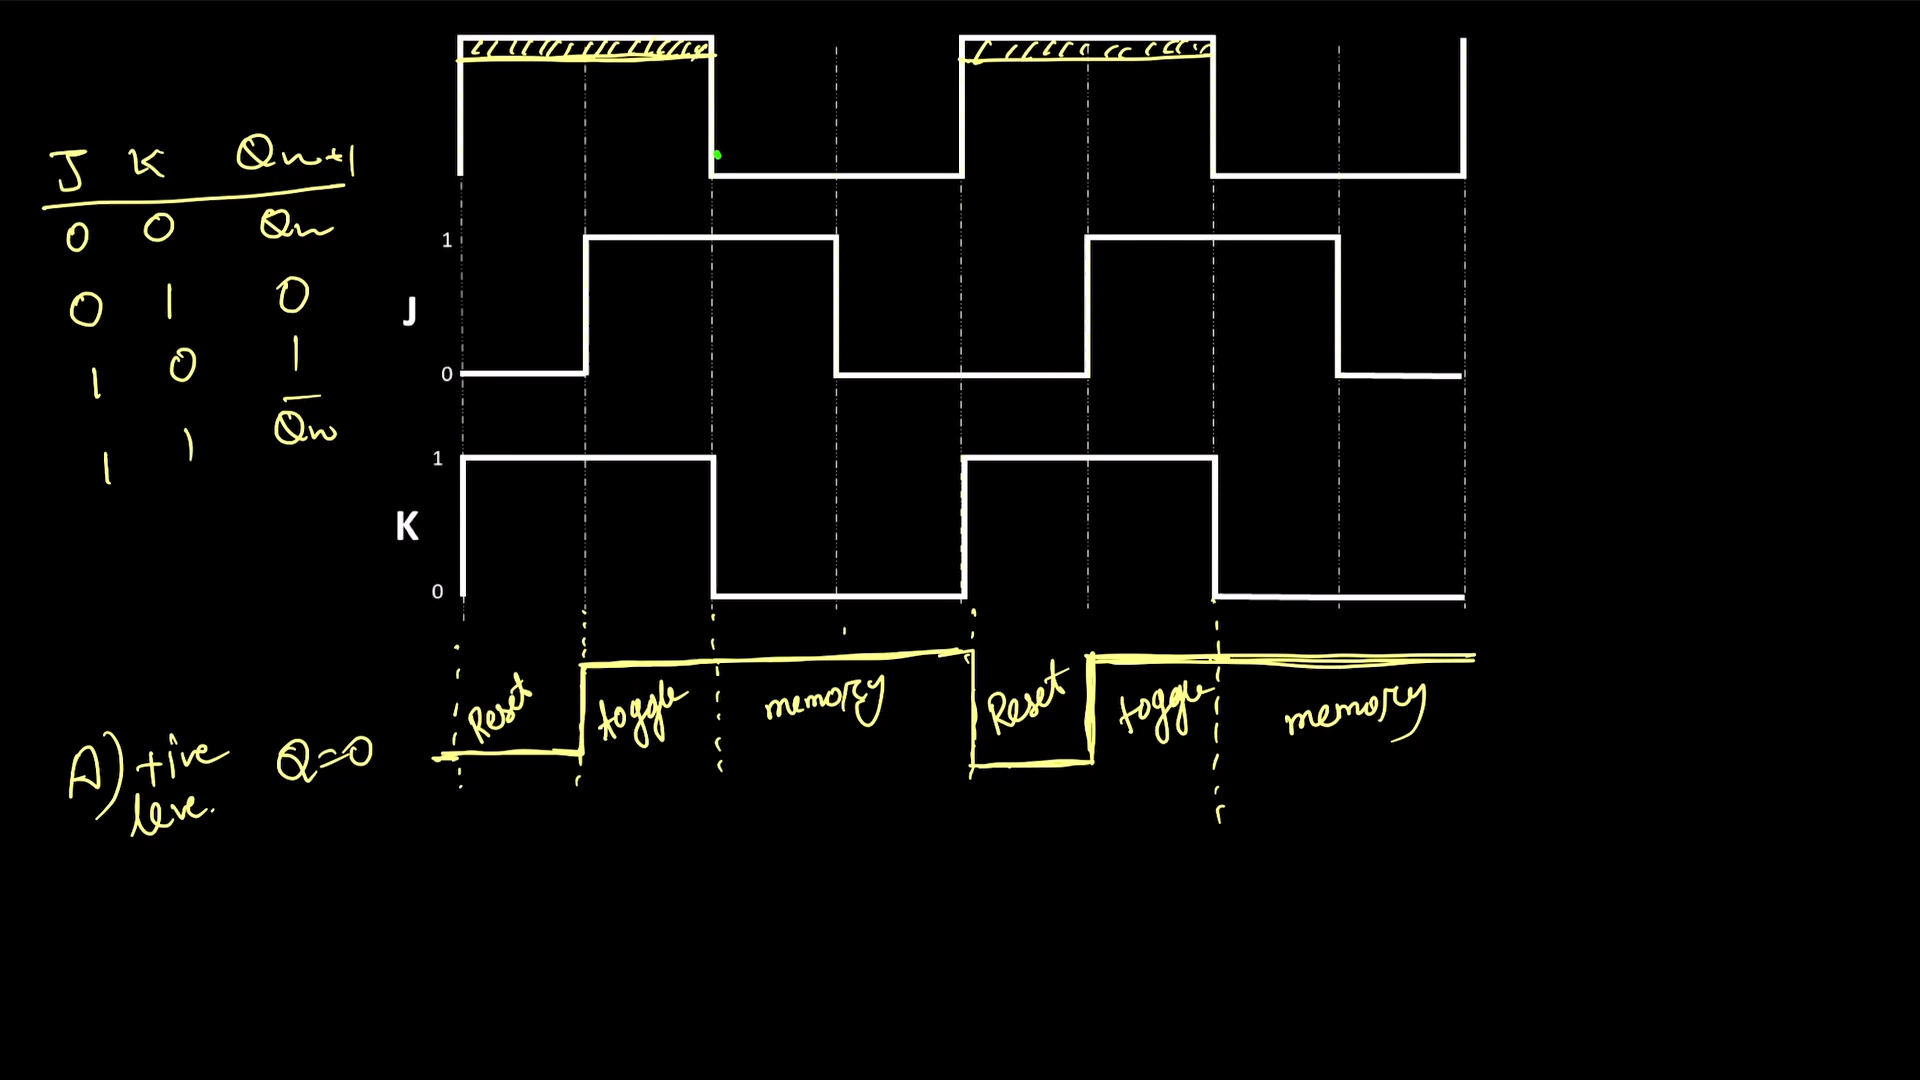 J K Qn+1
0 0 Qn
0 1 0
1 0 1
1 1 Q̅n
1
J
0
1
K
0
Reset toggle memory Reset toggle memory
A) +ive Q=0
leve.